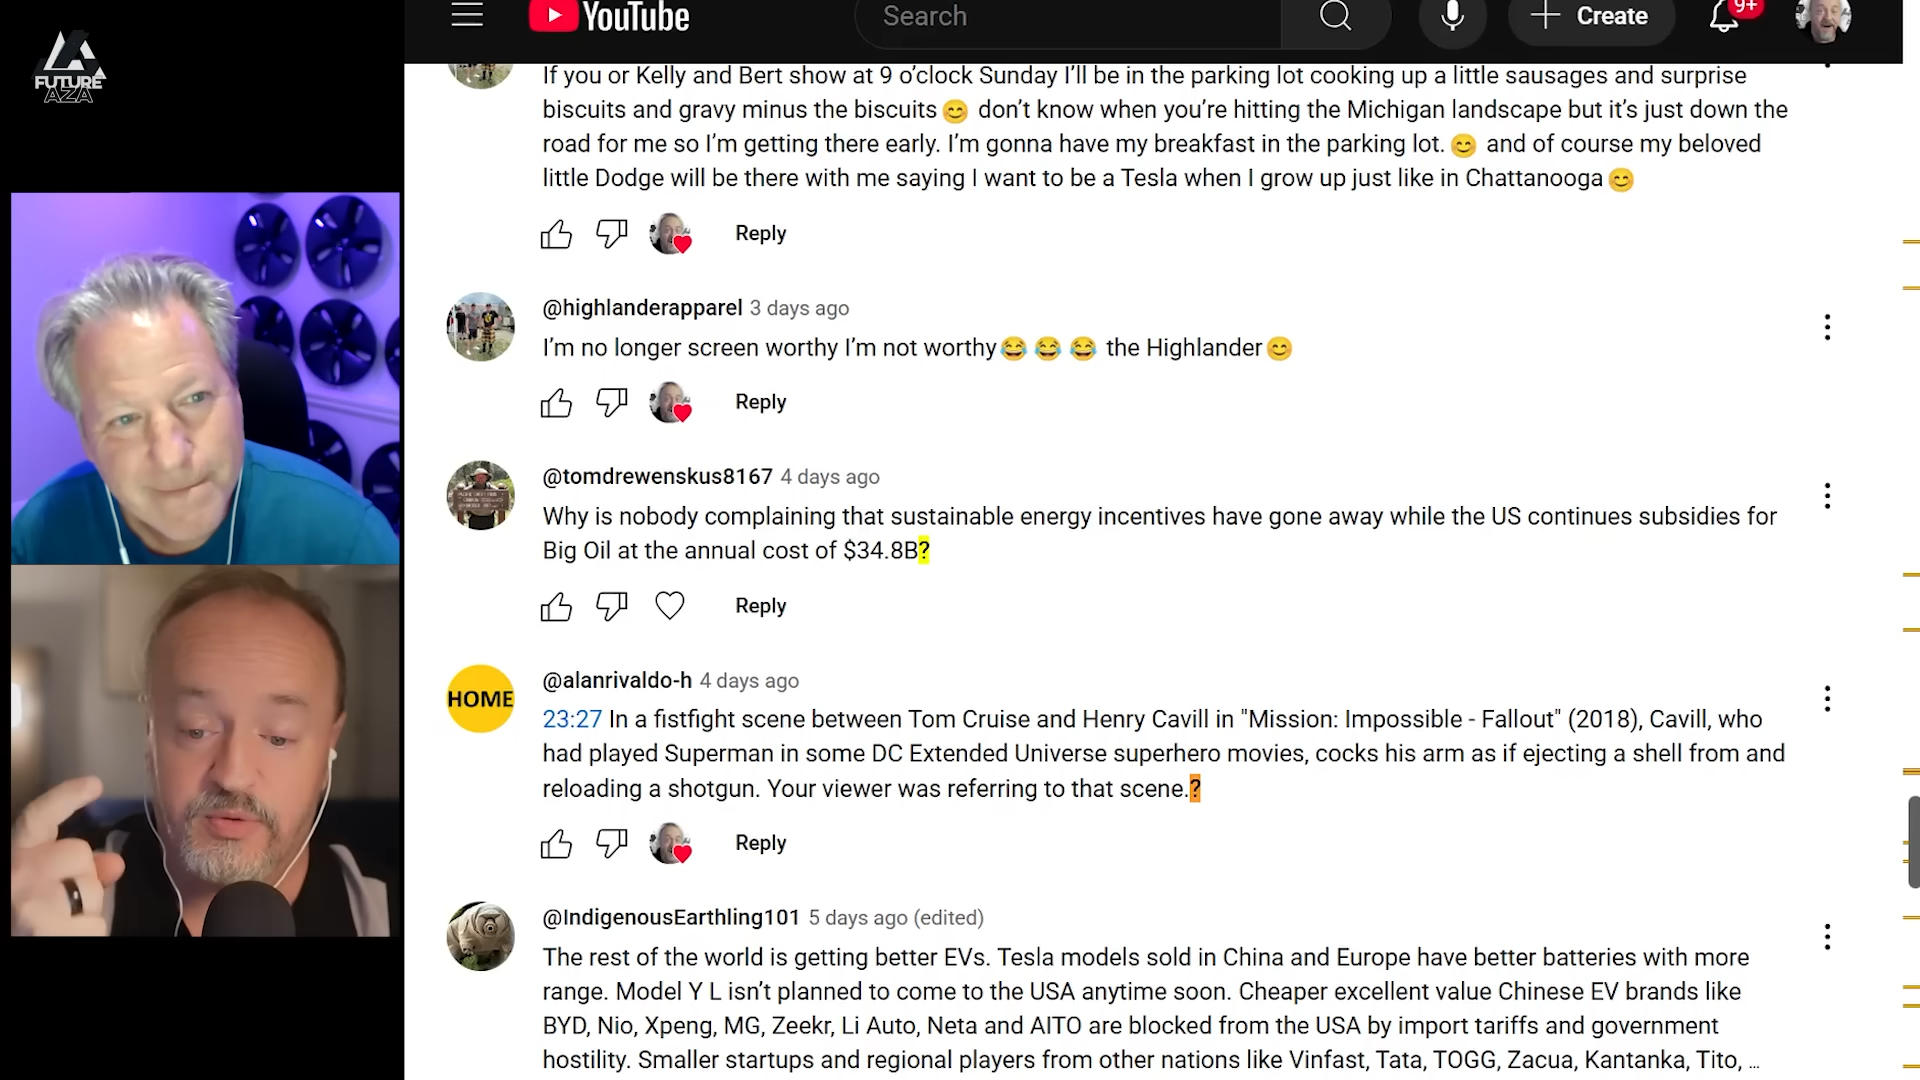 FUTURE
AZA
YouTube
Search
Create
9+
If you or Kelly and Bert show at 9 o’clock Sunday I’ll be in the parking lot cooking up a little sausages and surprise
biscuits and gravy minus the biscuits😊 don’t know when you’re hitting the Michigan landscape but it’s just down the
road for me so I’m getting there early. I’m gonna have my breakfast in the parking lot. 😊 and of course my beloved
little Dodge will be there with me saying I want to be a Tesla when I grow up just like in Chattanooga😊
Reply
@highlanderapparel 3 days ago
I’m no longer screen worthy I’m not worthy😂 😂 😂 the Highlander😊
Reply
@tomdrewenskus8167 4 days ago
Why is nobody complaining that sustainable energy incentives have gone away while the US continues subsidies for
Big Oil at the annual cost of $34.8B?
Reply
HOME
@alanrivaldo-h 4 days ago
23:27 In a fistfight scene between Tom Cruise and Henry Cavill in "Mission: Impossible - Fallout" (2018), Cavill, who
had played Superman in some DC Extended Universe superhero movies, cocks his arm as if ejecting a shell from and
reloading a shotgun. Your viewer was referring to that scene.?
Reply
@IndigenousEarthling101 5 days ago (edited)
The rest of the world is getting better EVs. Tesla models sold in China and Europe have better batteries with more
range. Model Y L isn’t planned to come to the USA anytime soon. Cheaper excellent value Chinese EV brands like
BYD, Nio, Xpeng, MG, Zeekr, Li Auto, Neta and AITO are blocked from the USA by import tariffs and government
hostility. Smaller startups and regional players from other nations like Vinfast, Tata, TOGG, Zacua, Kantanka, Tito, ...